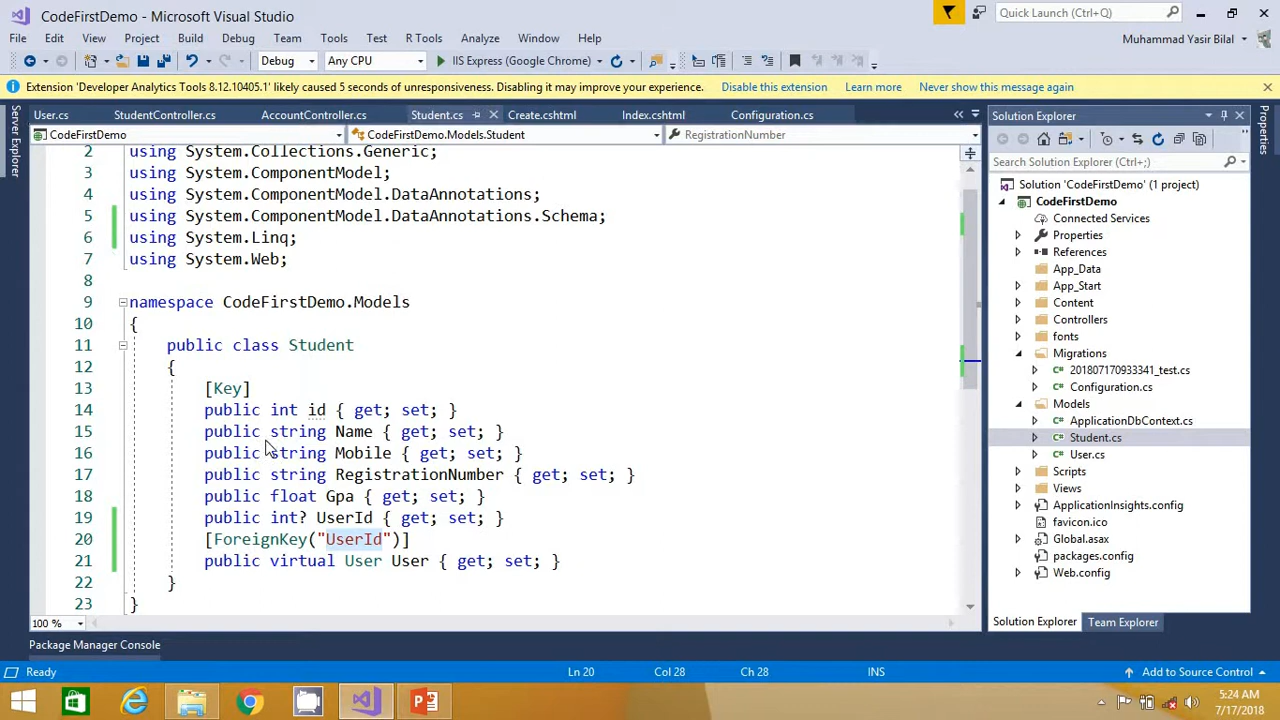 CodeFirstDemo - Microsoft Visual Studio
Quick Launch (Ctrl+Q)
File Edit View Project Build Debug Team Tools Test R Tools Analyze Window Help
Muhammad Yasir Bilal
Debug Any CPU IIS Express (Google Chrome)
Extension 'Developer Analytics Tools 8.12.10405.1' likely caused 5 seconds of unresponsiveness. Disabling it may improve your experience. Disable this extension Learn more Never show this message again
Server Explorer
User.cs StudentController.cs AccountController.cs Student.cs Create.cshtml Index.cshtml Configuration.cs
CodeFirstDemo CodeFirstDemo.Models.Student RegistrationNumber
2 using System.Collections.Generic;
3 using System.ComponentModel;
4 using System.ComponentModel.DataAnnotations;
5 using System.ComponentModel.DataAnnotations.Schema;
6 using System.Linq;
7 using System.Web;
8
9 namespace CodeFirstDemo.Models
10 {
11 public class Student
12 {
13 [Key]
14 public int id { get; set; }
15 public string Name { get; set; }
16 public string Mobile { get; set; }
17 public string RegistrationNumber { get; set; }
18 public float Gpa { get; set; }
19 public int? UserId { get; set; }
20 [ForeignKey("UserId")]
21 public virtual User User { get; set; }
22 }
23 }
100 %
Solution Explorer
Search Solution Explorer (Ctrl+;)
Solution 'CodeFirstDemo' (1 project)
CodeFirstDemo
Connected Services
Properties
References
App_Data
App_Start
Content
Controllers
fonts
Migrations
201807170933341_test.cs
Configuration.cs
Models
ApplicationDbContext.cs
Student.cs
User.cs
Scripts
Views
ApplicationInsights.config
favicon.ico
Global.asax
packages.config
Web.config
Solution Explorer Team Explorer
Properties
Package Manager Console
Ready Ln 20 Col 28 Ch 28 INS Add to Source Control
5:24 AM
7/17/2018